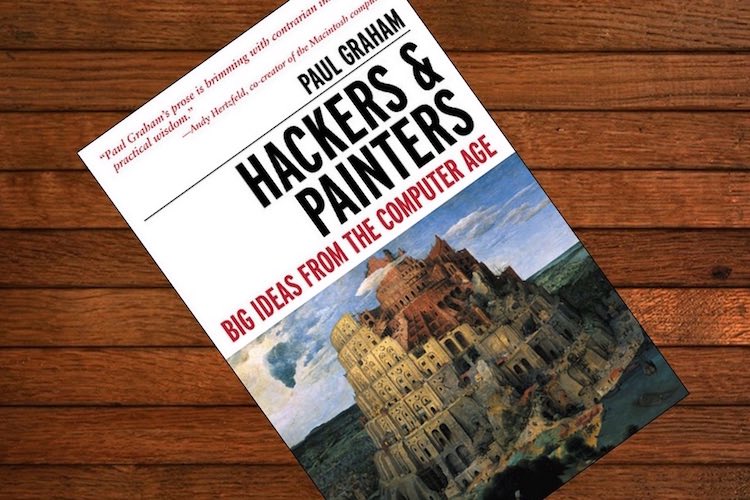 "Paul Graham's prose is brimming with contrarian
practical wisdom."
—Andy Hertzfeld, co-creator of the Macintosh
PAUL GRAHAM
HACKERS &
PAINTERS
BIG IDEAS FROM THE COMPUTER AGE